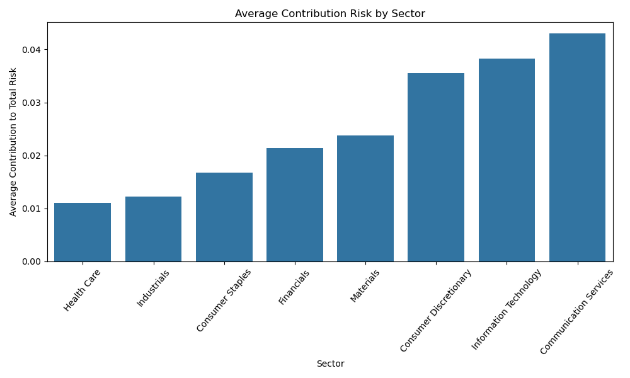 Average Contribution Risk by Sector
Average Contribution to Total Risk
0.04
0.03
0.02
0.01
0.00
Health Care
Industrials
Consumer Staples
Financials
Materials
Consumer Discretionary
Information Technology
Communication Services
Sector